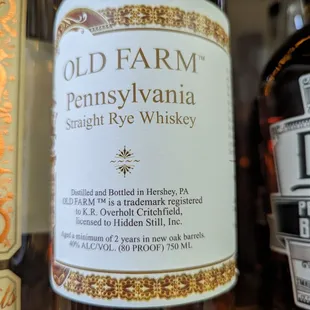 OLD FARM™
Pennsylvania
Straight Rye Whiskey
Distilled and Bottled in Hershey, PA
OLD FARM ™ is a trademark registered
to K.R. Overholt Critchfield,
licensed to Hidden Still, Inc.
Aged a minimum of 2 years in new oak barrels.
40% ALC/VOL. (80 PROOF) 750 ML